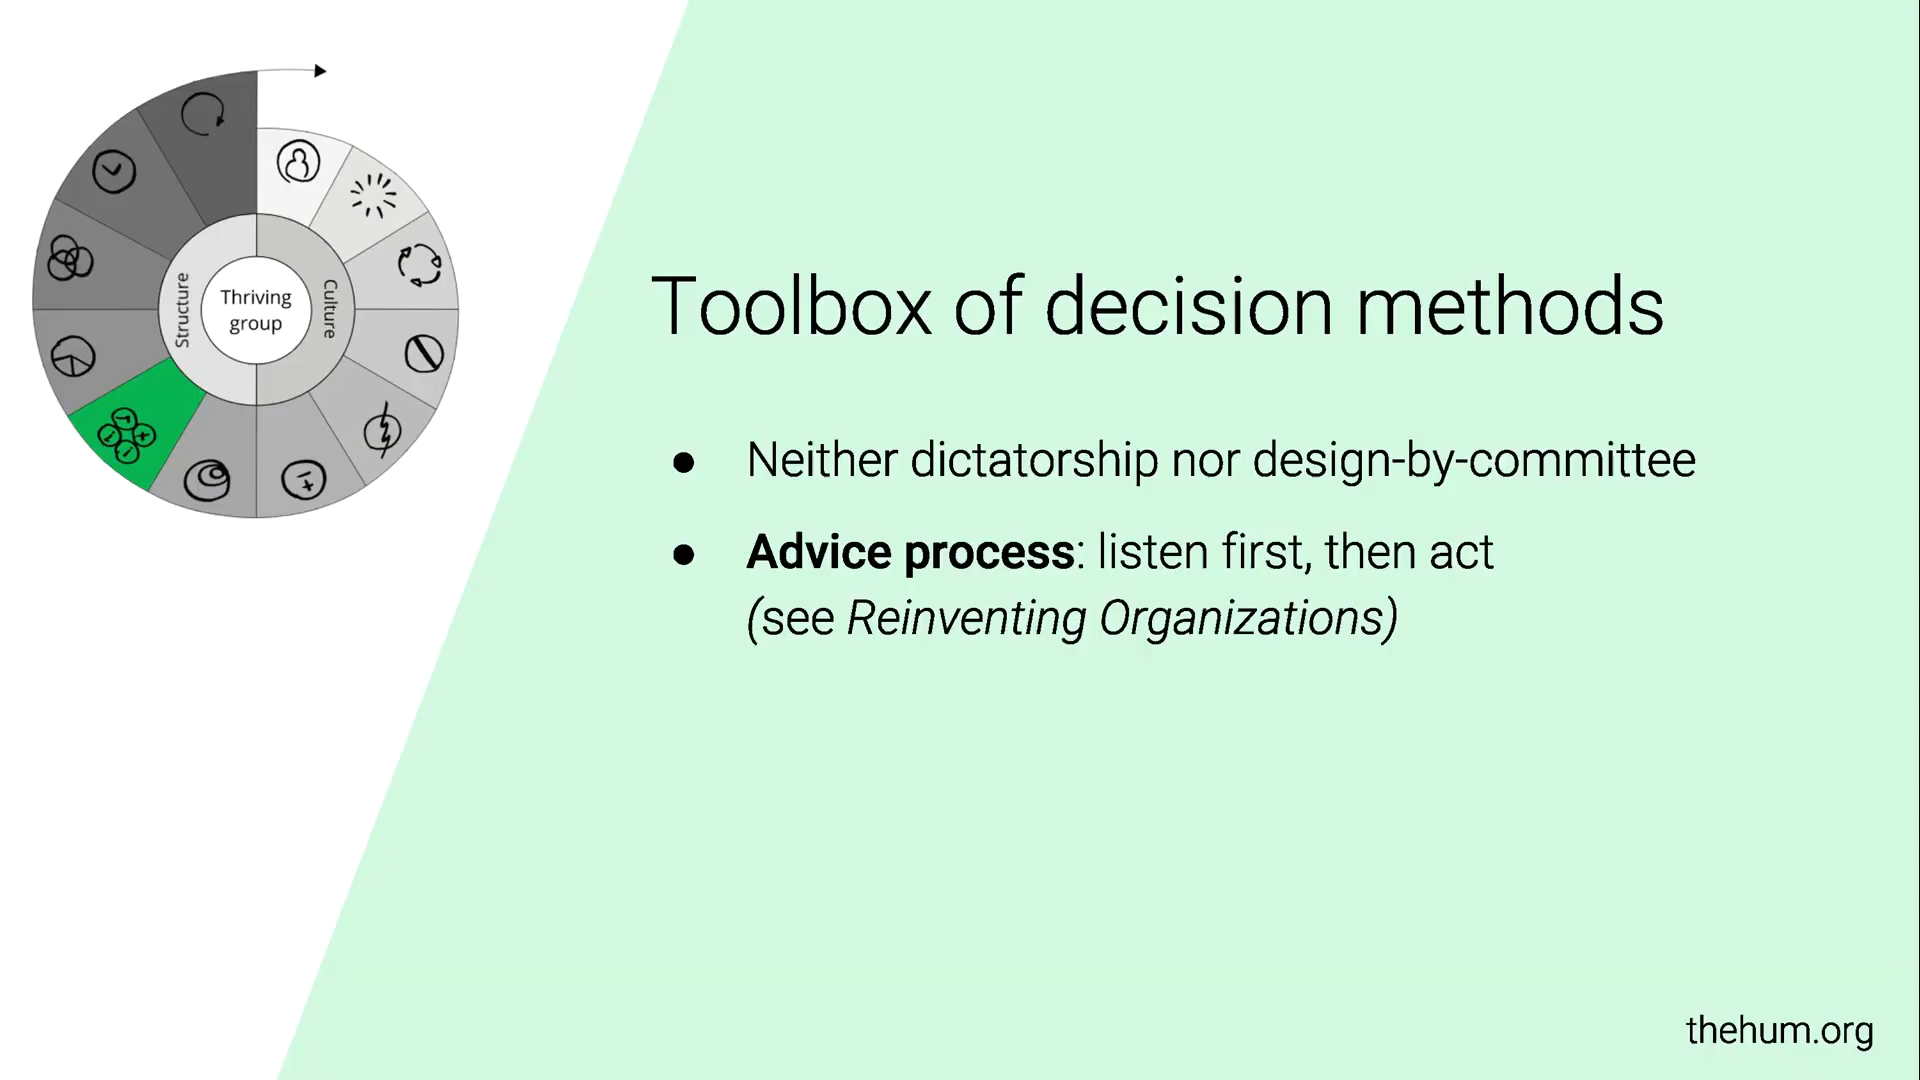 Thriving
group
Structure
Culture
Toolbox of decision methods
● Neither dictatorship nor design-by-committee
● Advice process: listen first, then act
(see Reinventing Organizations)
thehum.org